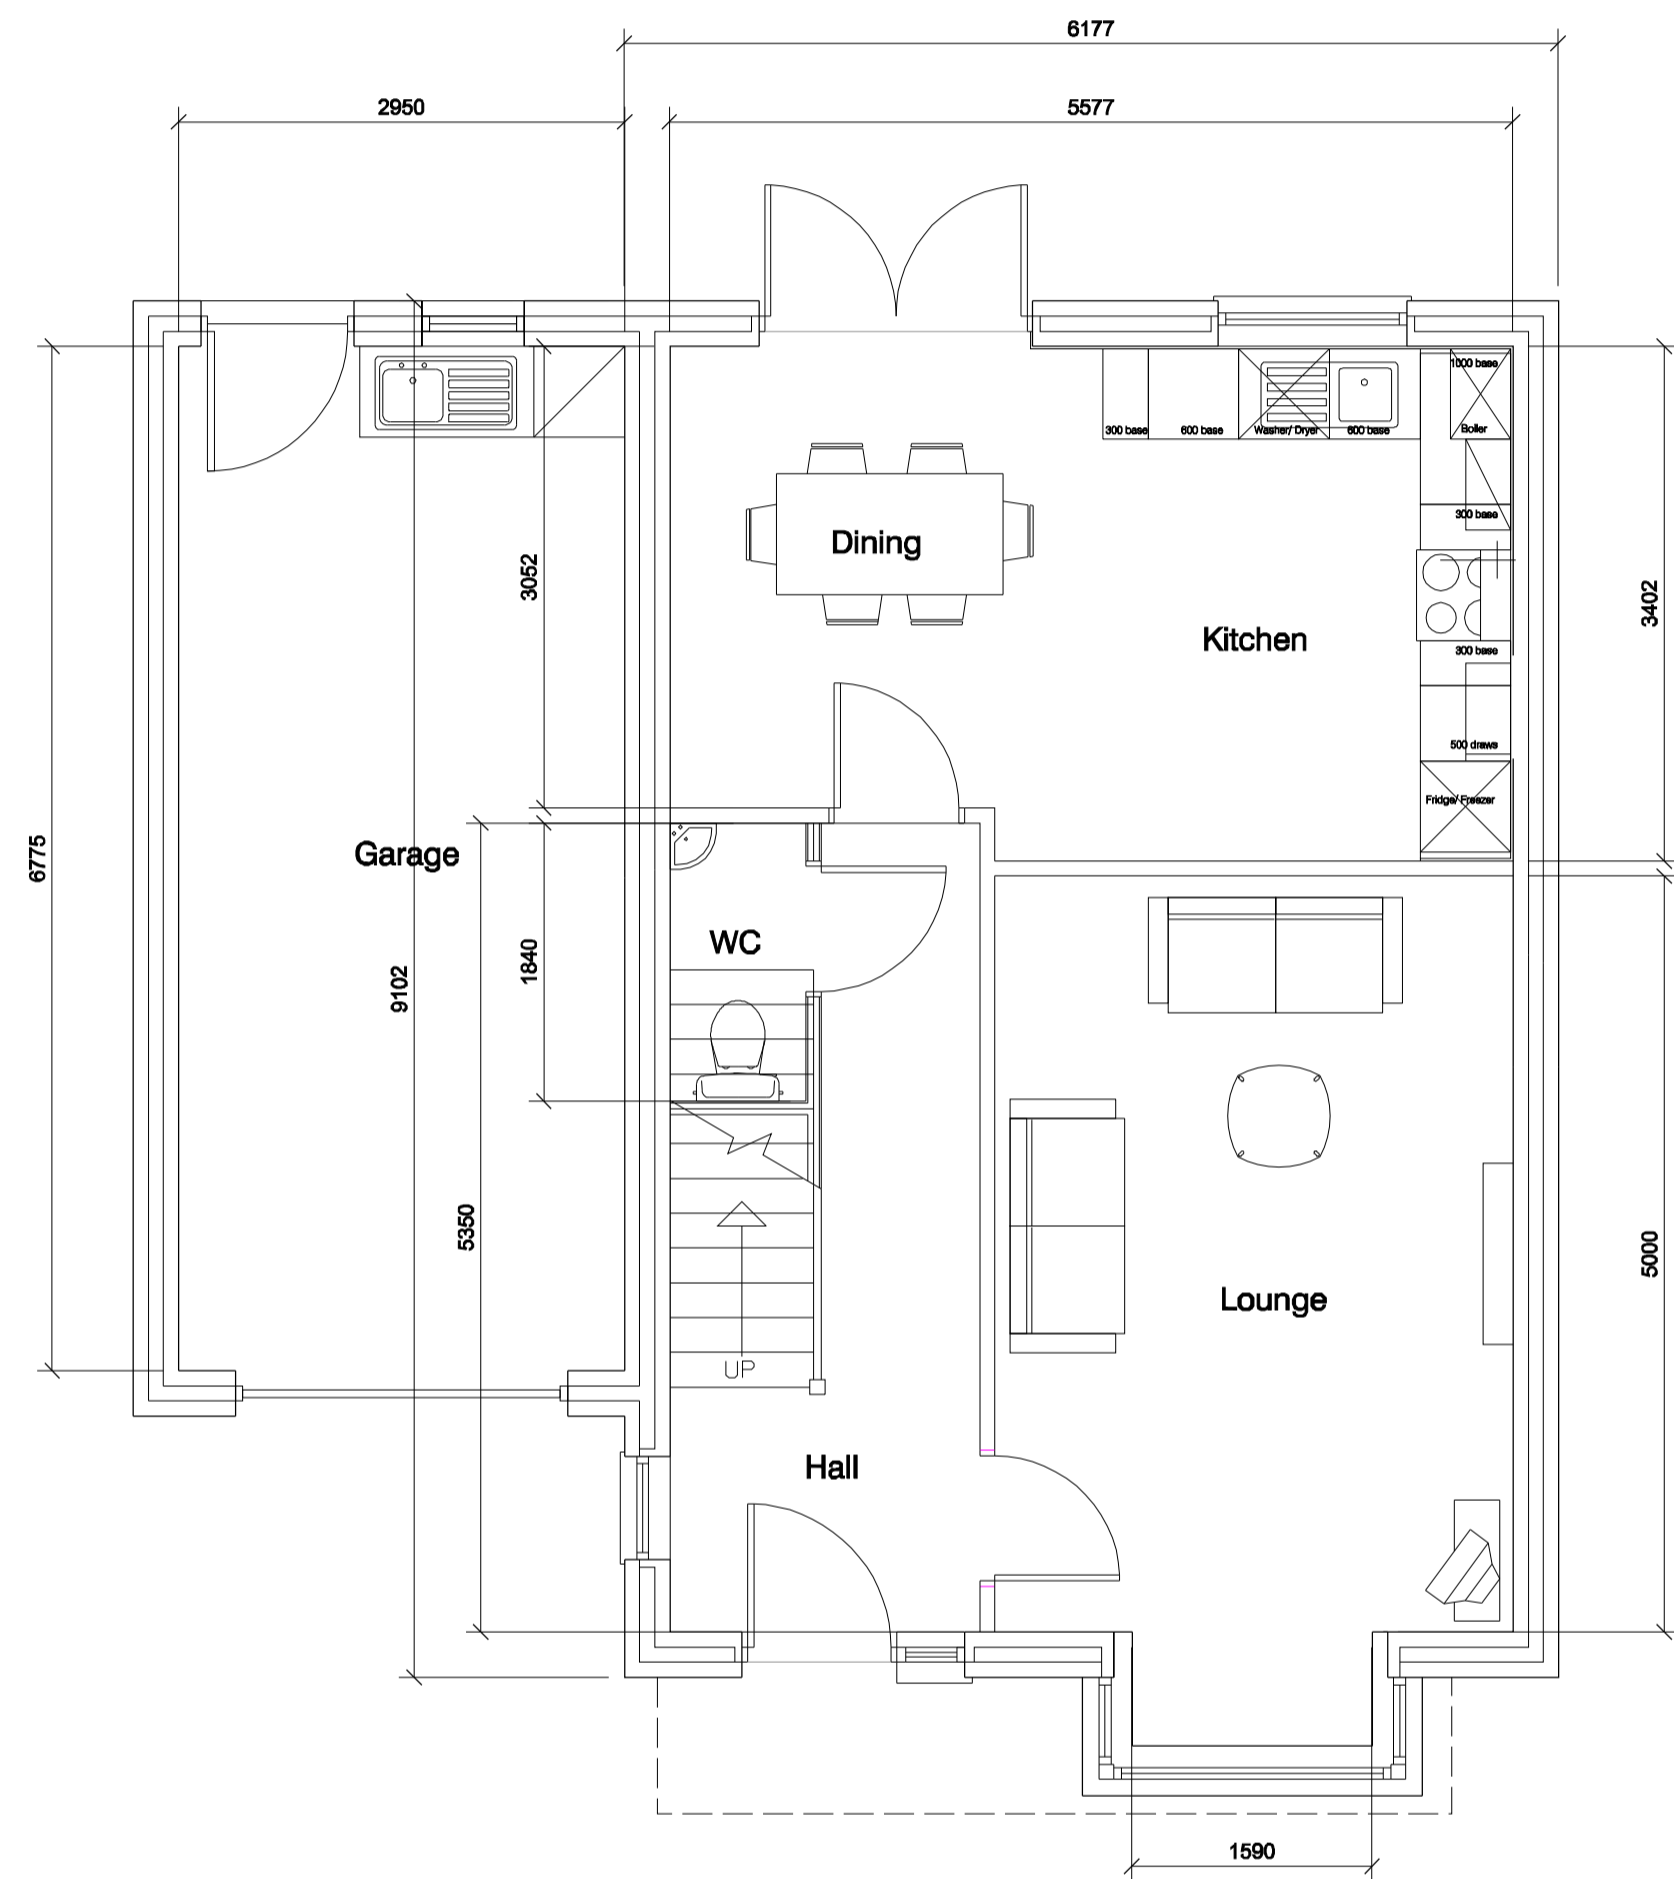 6177
2950
5577
1000 base
300 base
600 base
Washer/ Dryer
600 base
Boiler
300 base
Dining
3052
3402
Kitchen
300 base
500 draws
Fridge/ Freezer
Garage
6775
WC
1840
9102
5350
5000
Lounge
UP
Hall
1590